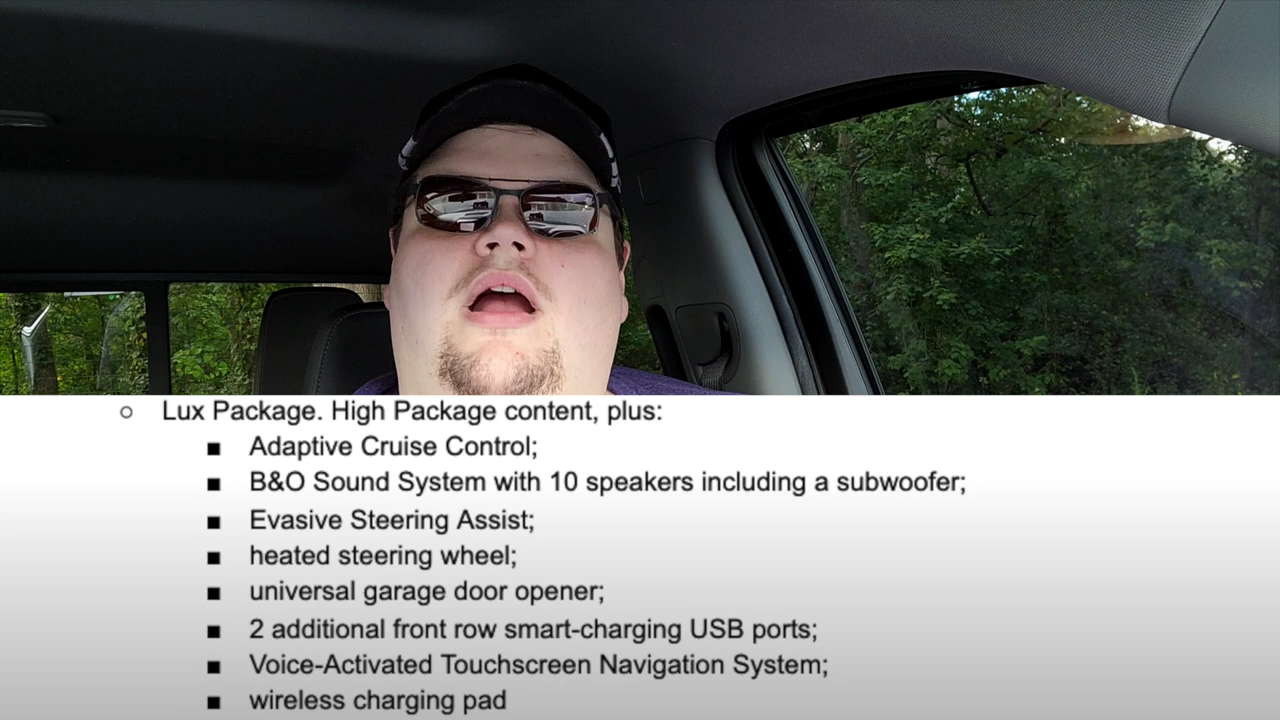 ○ Lux Package. High Package content, plus:
■ Adaptive Cruise Control;
■ B&O Sound System with 10 speakers including a subwoofer;
■ Evasive Steering Assist;
■ heated steering wheel;
■ universal garage door opener;
■ 2 additional front row smart-charging USB ports;
■ Voice-Activated Touchscreen Navigation System;
■ wireless charging pad